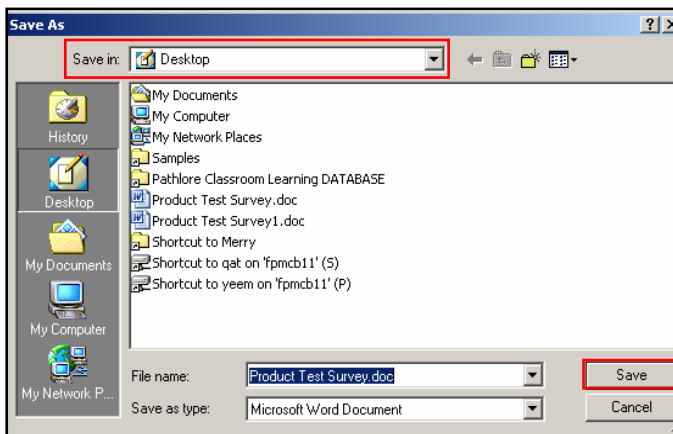 Save As
Save in: Desktop
History
Desktop
My Documents
My Computer
My Network P...
My Documents
My Computer
My Network Places
Samples
Pathlore Classroom Learning DATABASE
Product Test Survey.doc
Product Test Survey1.doc
Shortcut to Merry
Shortcut to qat on 'fpmcb11' (S)
Shortcut to yeem on 'fpmcb11' (P)
File name: Product Test Survey.doc Save
Save as type: Microsoft Word Document Cancel